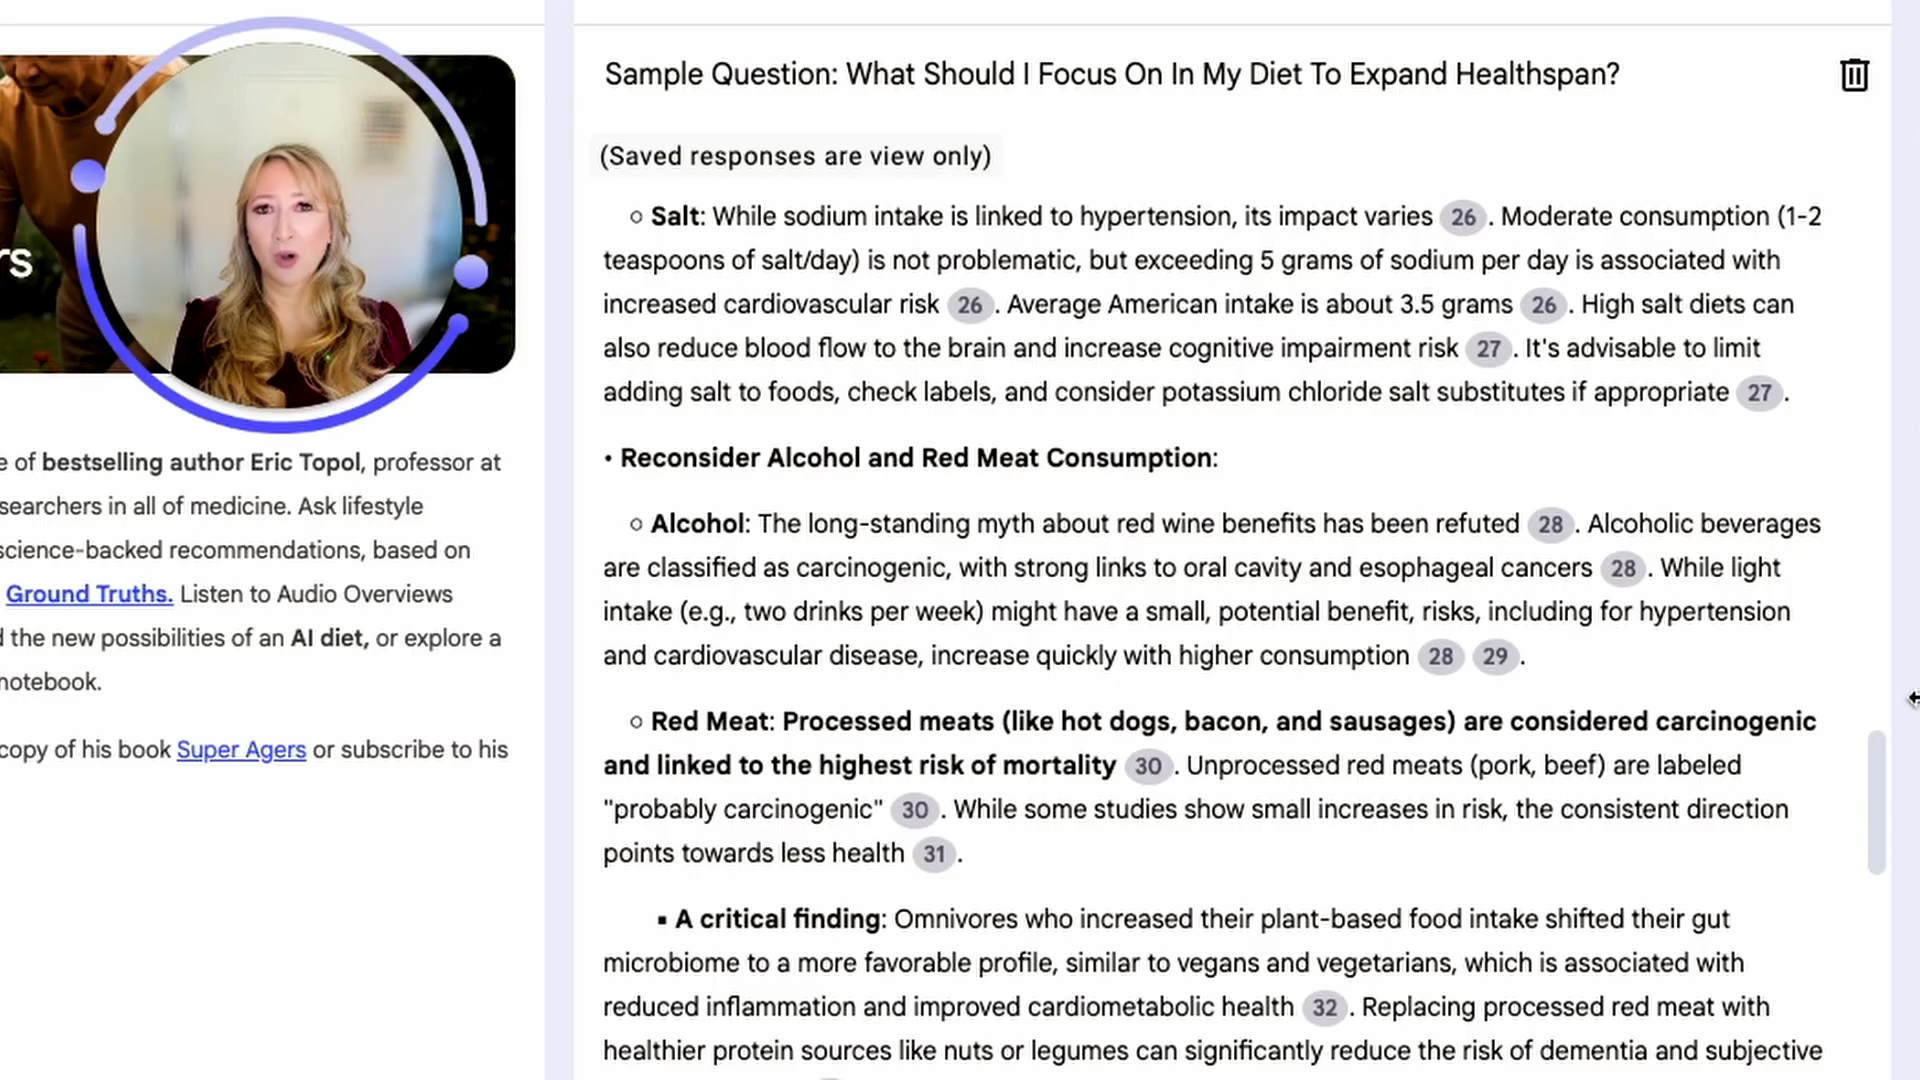 rs
e of bestselling author Eric Topol, professor at
searchers in all of medicine. Ask lifestyle
science-backed recommendations, based on
Ground Truths. Listen to Audio Overviews
d the new possibilities of an AI diet, or explore a
notebook.
copy of his book Super Agers or subscribe to his
Sample Question: What Should I Focus On In My Diet To Expand Healthspan?
(Saved responses are view only)
○ Salt: While sodium intake is linked to hypertension, its impact varies 26 . Moderate consumption (1-2
teaspoons of salt/day) is not problematic, but exceeding 5 grams of sodium per day is associated with
increased cardiovascular risk 26 . Average American intake is about 3.5 grams 26 . High salt diets can
also reduce blood flow to the brain and increase cognitive impairment risk 27 . It's advisable to limit
adding salt to foods, check labels, and consider potassium chloride salt substitutes if appropriate 27 .
• Reconsider Alcohol and Red Meat Consumption:
○ Alcohol: The long-standing myth about red wine benefits has been refuted 28 . Alcoholic beverages
are classified as carcinogenic, with strong links to oral cavity and esophageal cancers 28 . While light
intake (e.g., two drinks per week) might have a small, potential benefit, risks, including for hypertension
and cardiovascular disease, increase quickly with higher consumption 28 29 .
○ Red Meat: Processed meats (like hot dogs, bacon, and sausages) are considered carcinogenic
and linked to the highest risk of mortality 30 . Unprocessed red meats (pork, beef) are labeled
"probably carcinogenic" 30 . While some studies show small increases in risk, the consistent direction
points towards less health 31 .
▪ A critical finding: Omnivores who increased their plant-based food intake shifted their gut
microbiome to a more favorable profile, similar to vegans and vegetarians, which is associated with
reduced inflammation and improved cardiometabolic health 32 . Replacing processed red meat with
healthier protein sources like nuts or legumes can significantly reduce the risk of dementia and subjective